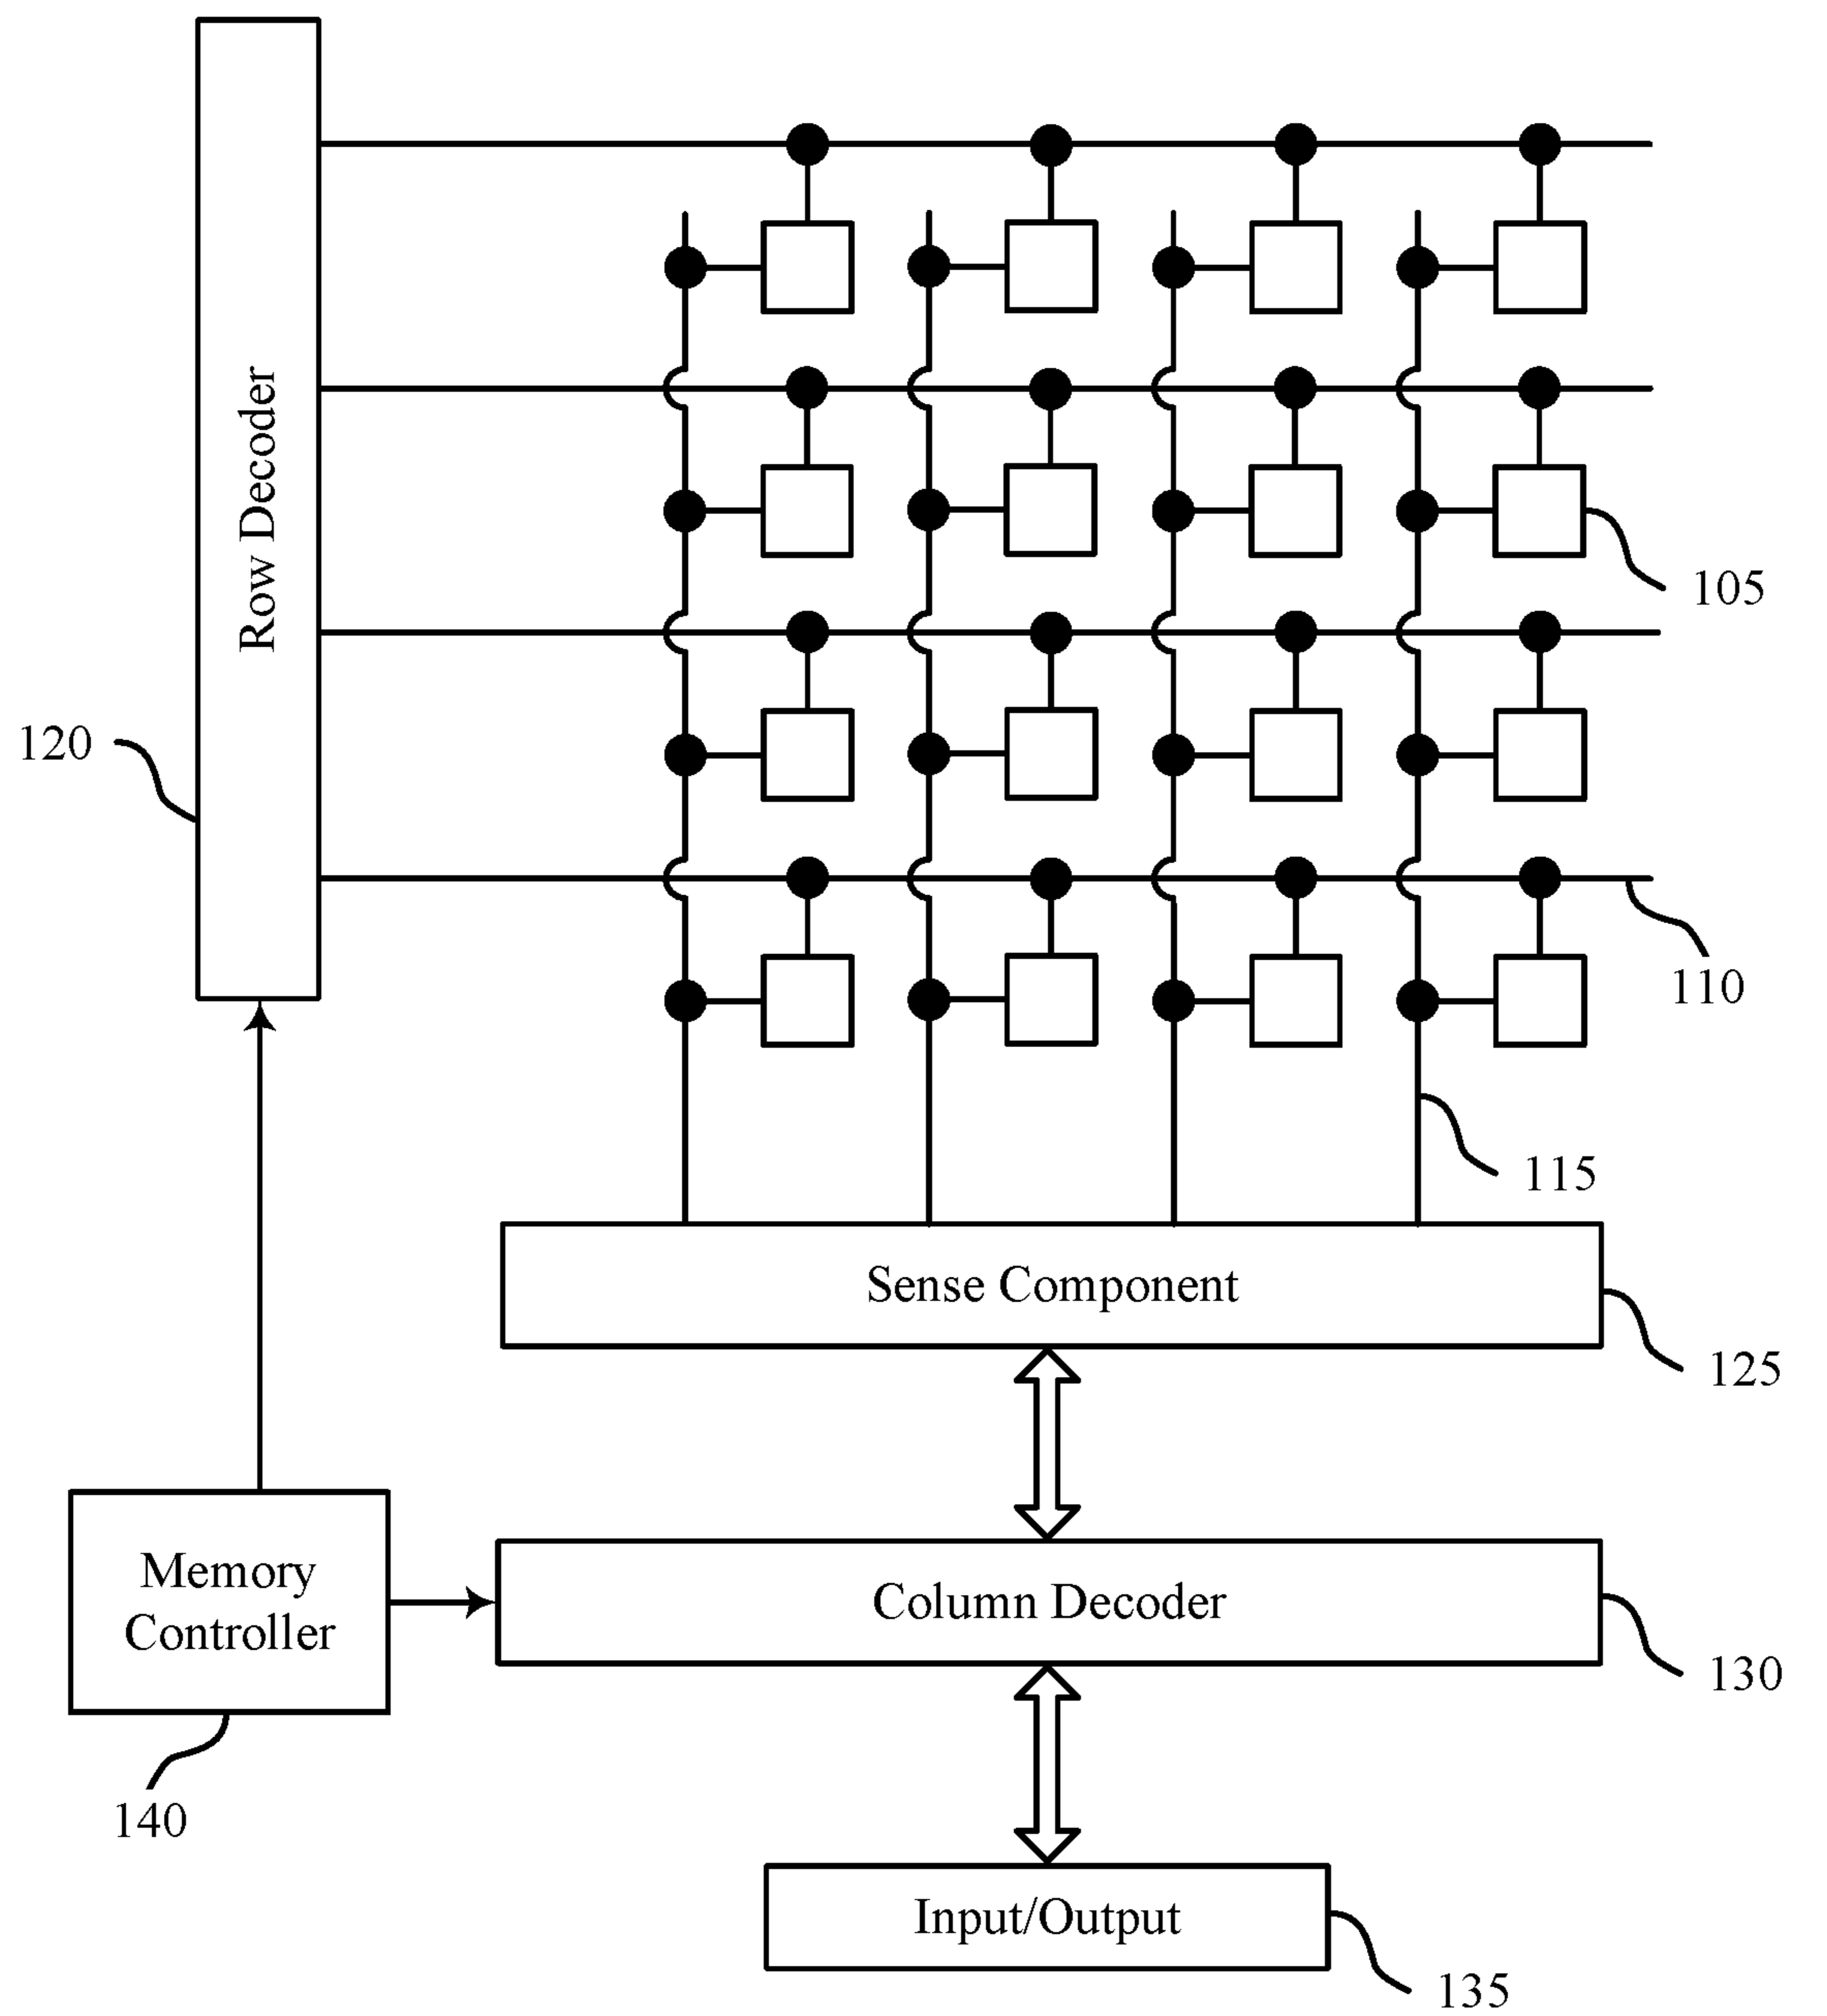 Row Decoder
105
120
110
115
Sense Component
125
Memory
Controller
Column Decoder
130
140
Input/Output
135